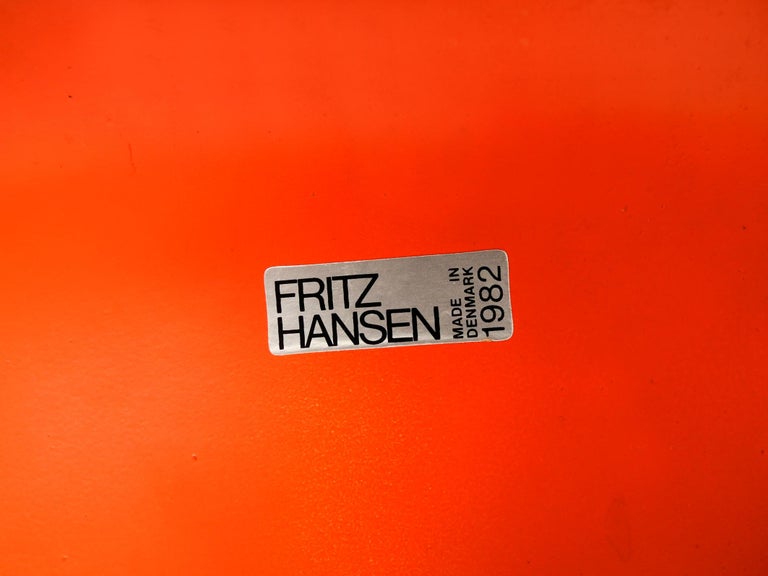 FRITZ
HANSEN
MADE IN
DENMARK
1982